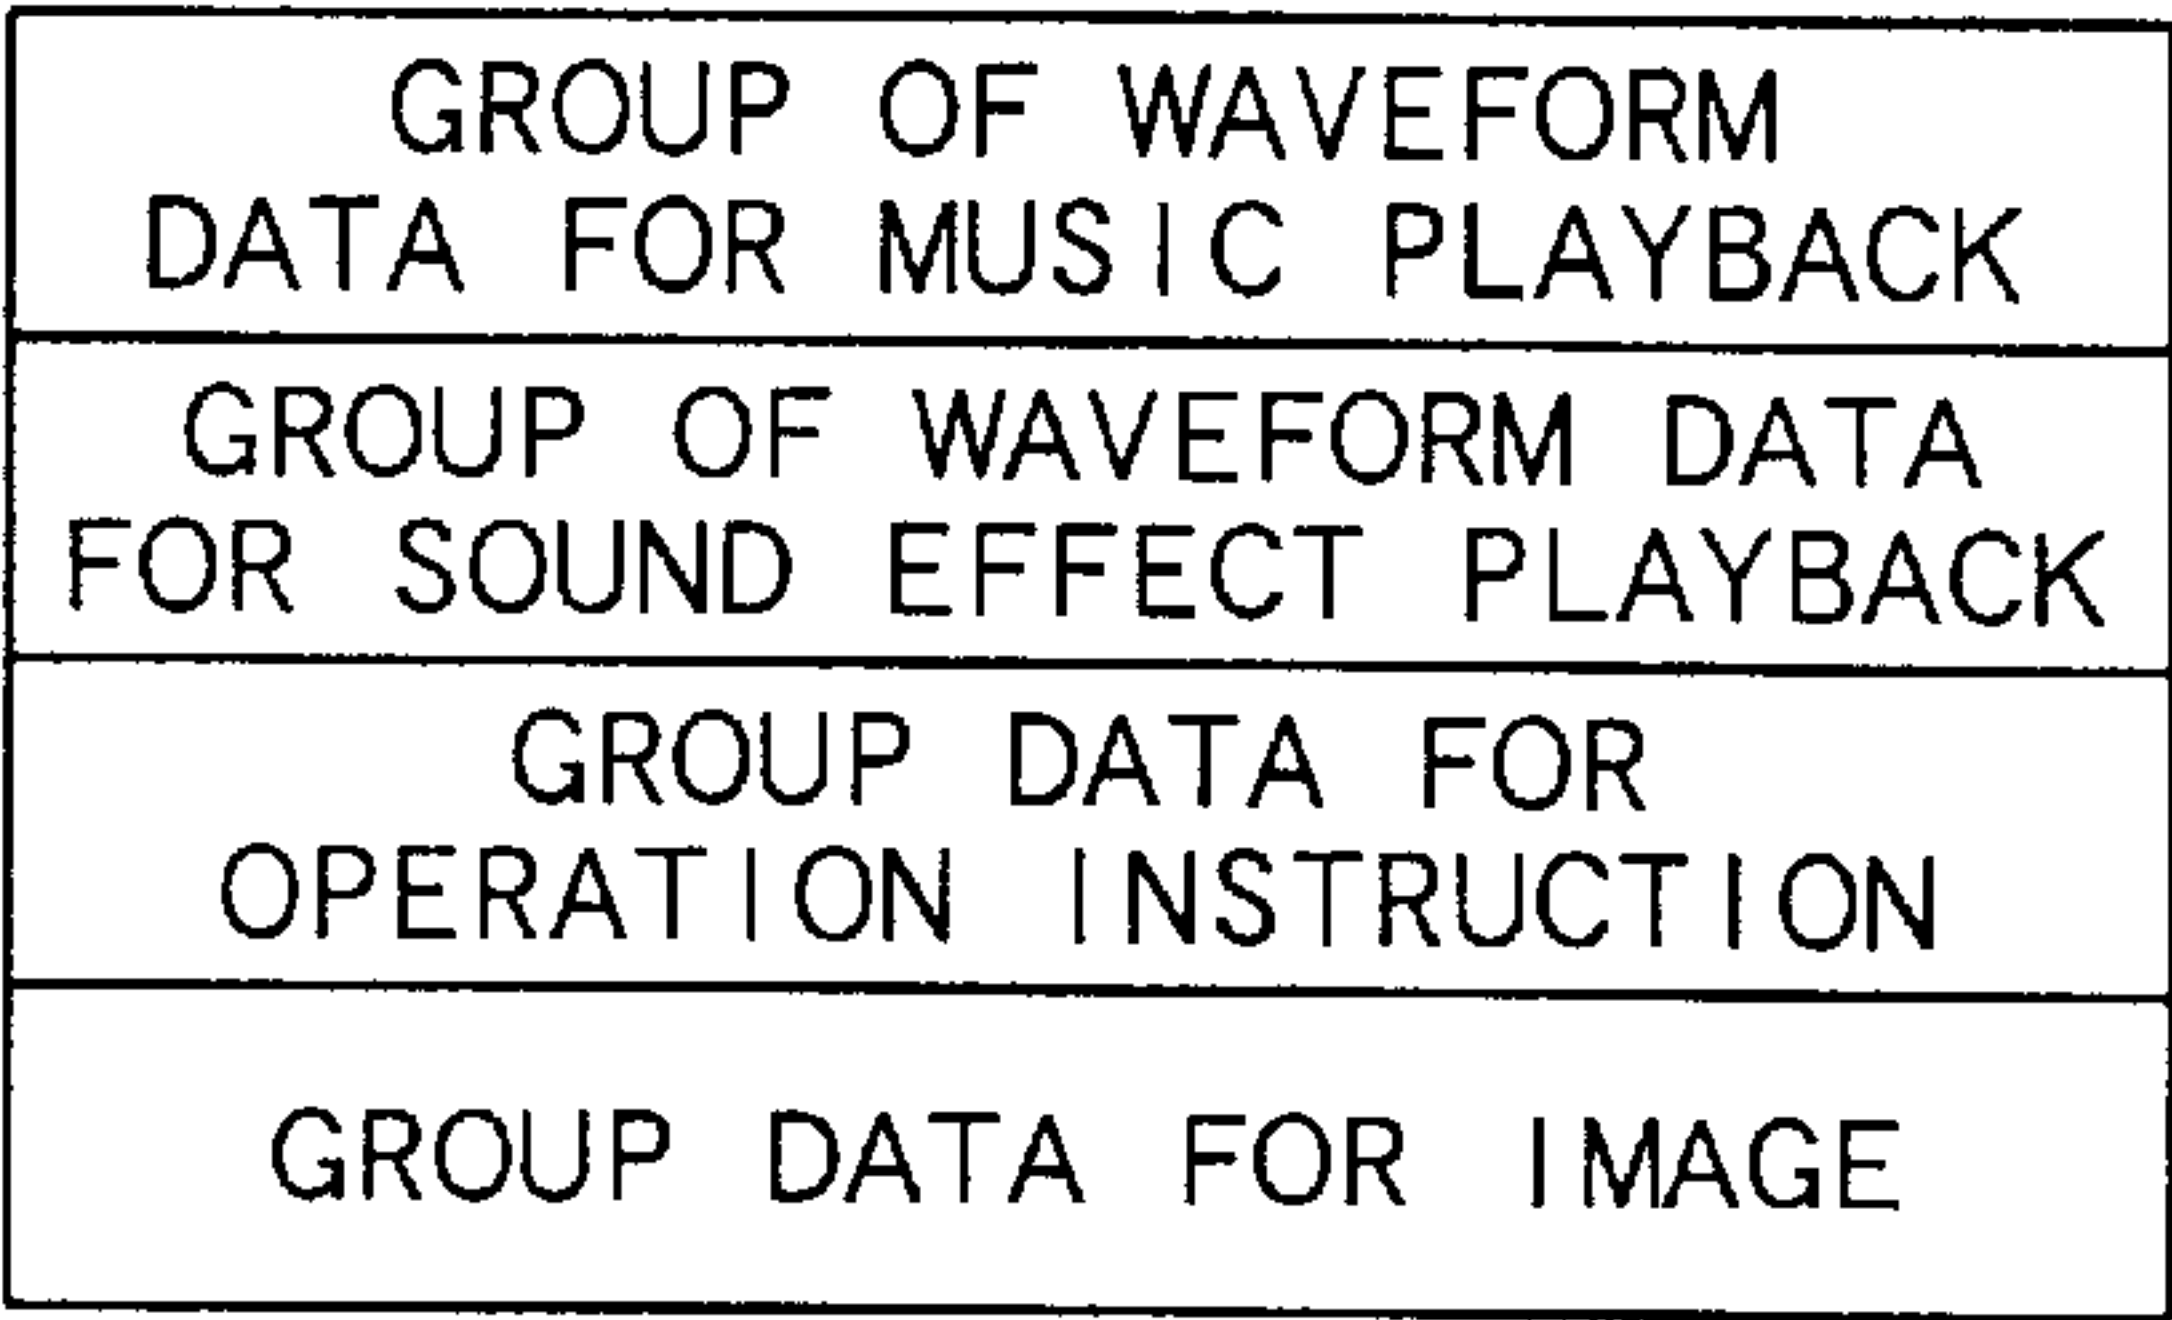 GROUP OF WAVEFORM
DATA FOR MUSIC PLAYBACK
GROUP OF WAVEFORM DATA
FOR SOUND EFFECT PLAYBACK
GROUP DATA FOR
OPERATION INSTRUCTION
GROUP DATA FOR IMAGE